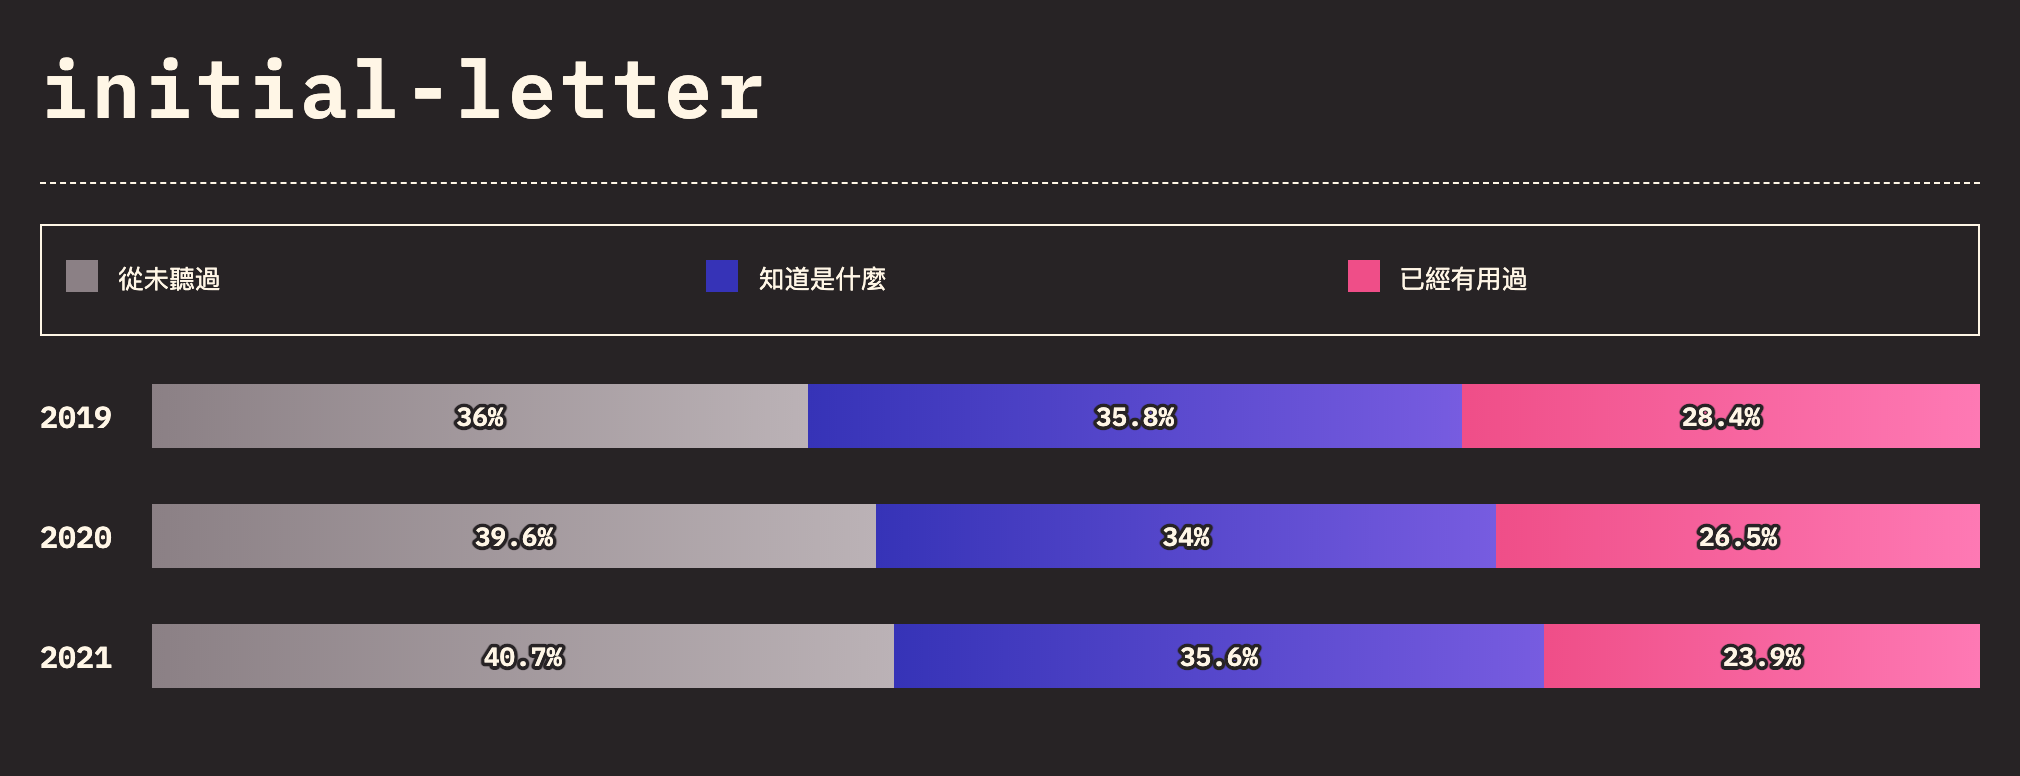 initial-letter
從未聽過 知道是什麼 已經有用過
2019 36% 35.8% 28.4%
2020 39.6% 34% 26.5%
2021 40.7% 35.6% 23.9%